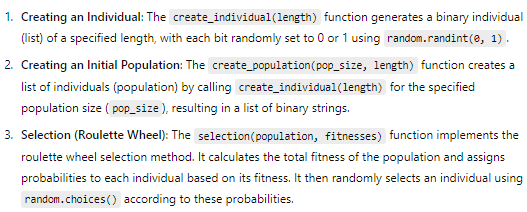 1. Creating an Individual: The create_individual(length) function generates a binary individual
(list) of a specified length, with each bit randomly set to 0 or 1 using random.randint(0, 1) .
2. Creating an Initial Population: The create_population(pop_size, length) function creates a
list of individuals (population) by calling create_individual(length) for the specified
population size ( pop_size ), resulting in a list of binary strings.
3. Selection (Roulette Wheel): The selection(population, fitnesses) function implements the
roulette wheel selection method. It calculates the total fitness of the population and assigns
probabilities to each individual based on its fitness. It then randomly selects an individual using
random.choices() according to these probabilities.